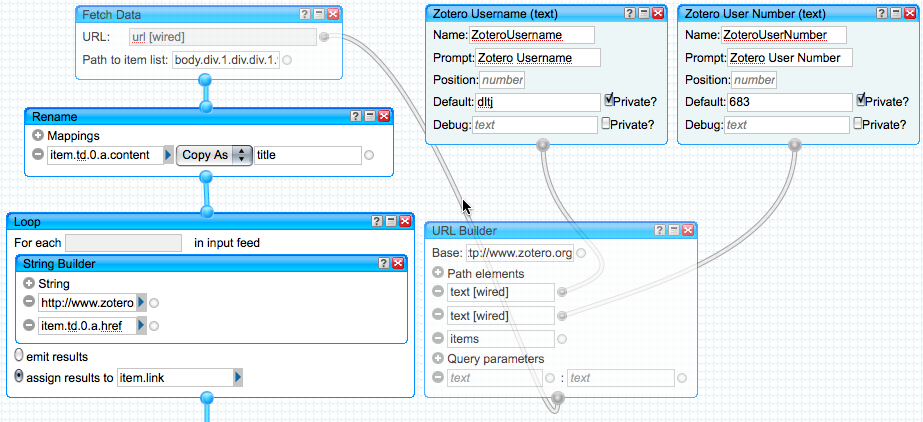 Fetch Data
URL: url [wired]
Path to item list: body.div.1.div.div.1.
Rename
Mappings
item.td.0.a.content Copy As title
Loop
For each in input feed
String Builder
String
http://www.zotero
item.td.0.a.href
emit results
assign results to item.link
Zotero Username (text)
Name: ZoteroUsername
Prompt: Zotero Username
Position: number
Default: dltj Private?
Debug: text Private?
Zotero User Number (text)
Name: ZoteroUserNumber
Prompt: Zotero User Number
Position: number
Default: 683 Private?
Debug: text Private?
URL Builder
Base: :tp://www.zotero.org
Path elements
text [wired]
text [wired]
items
Query parameters
text : text